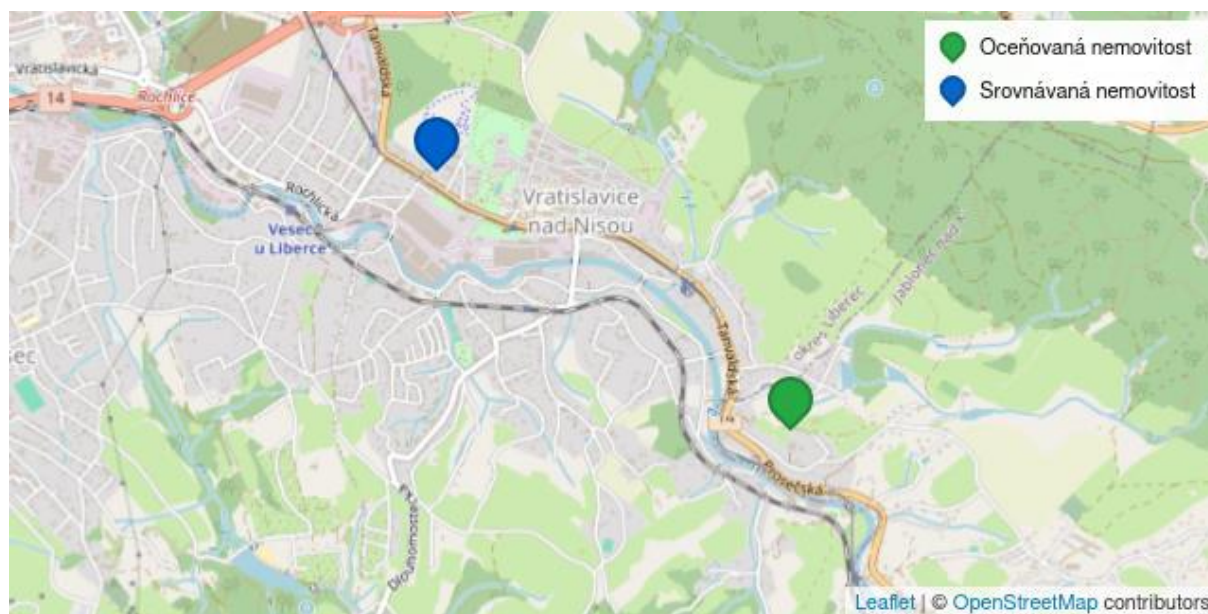 Oceňovaná nemovitost
Srovnávaná nemovitost
Vratislavická
14
Rochlice
Tanvaldská
Rochlická
Vesec
u Liberce
Vratislavice
nad Nisou
okres Liberec
Jablonec nad
Tanvaldská
Prosečská
Dlouhomostecká
Leaflet | © OpenStreetMap contributors